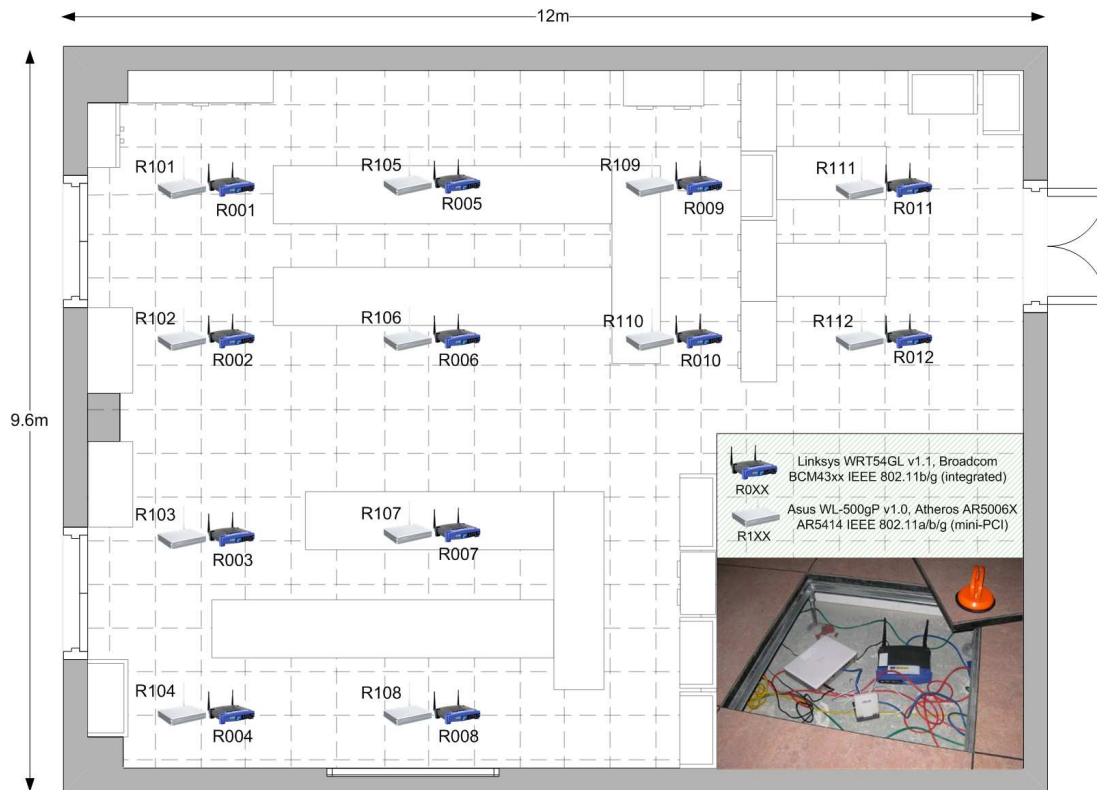 12m
9.6m
R101
R001
R105
R005
R109
R009
R111
R011
R102
R002
R106
R006
R110
R010
R112
R012
R103
R003
R107
R007
R104
R004
R108
R008
R0XX
Linksys WRT54GL v1.1, Broadcom
BCM43xx IEEE 802.11b/g (integrated)
R1XX
Asus WL-500gP v1.0, Atheros AR5006X
AR5414 IEEE 802.11a/b/g (mini-PCI)